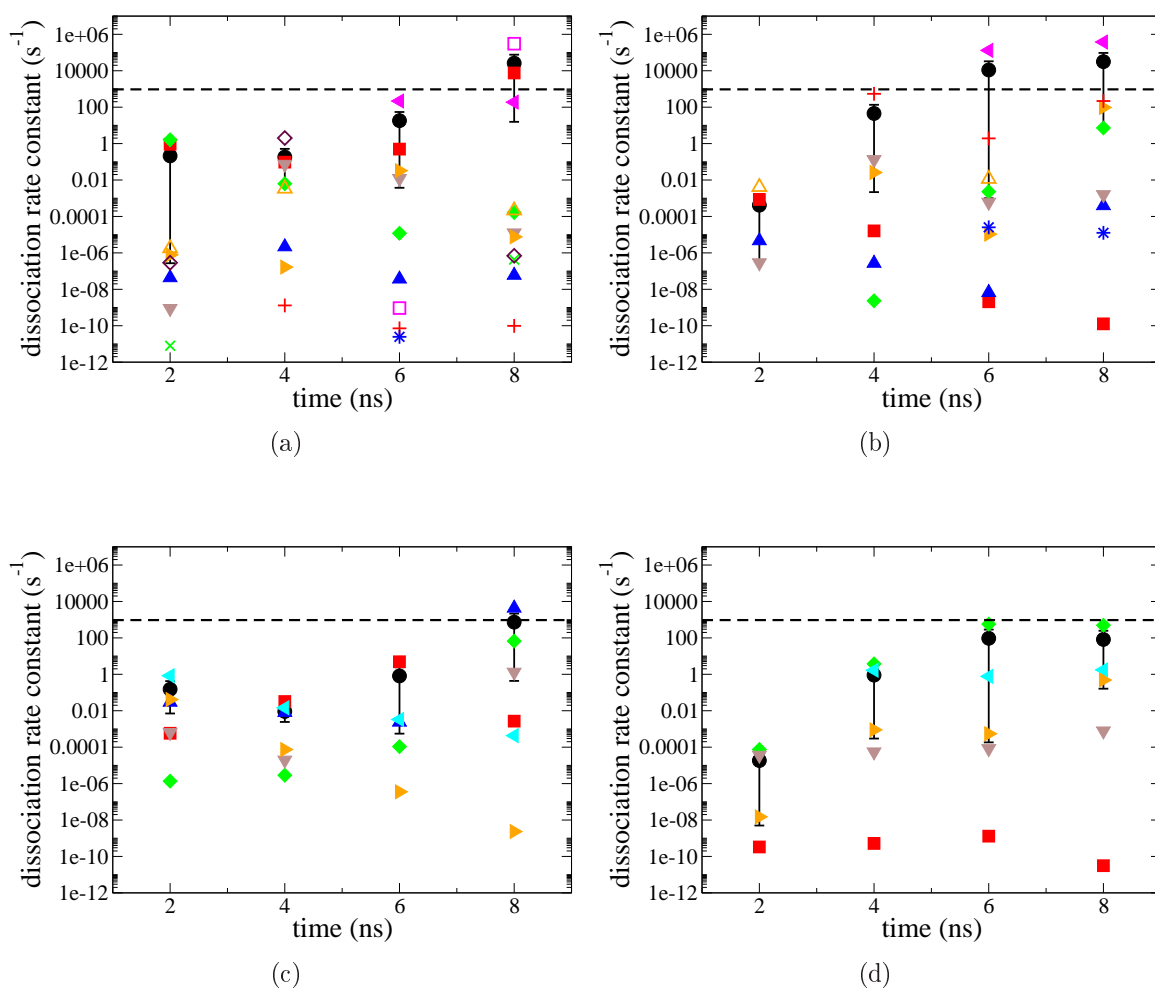 1e+06
10000
100
1
0.01
0.0001
1e-06
1e-08
1e-10
1e-12
dissociation rate constant (s⁻¹)
2 4 6 8
time (ns)
(a)
1e+06
10000
100
1
0.01
0.0001
1e-06
1e-08
1e-10
1e-12
dissociation rate constant (s⁻¹)
2 4 6 8
time (ns)
(b)
1e+06
10000
100
1
0.01
0.0001
1e-06
1e-08
1e-10
1e-12
dissociation rate constant (s⁻¹)
2 4 6 8
time (ns)
(c)
1e+06
10000
100
1
0.01
0.0001
1e-06
1e-08
1e-10
1e-12
dissociation rate constant (s⁻¹)
2 4 6 8
time (ns)
(d)